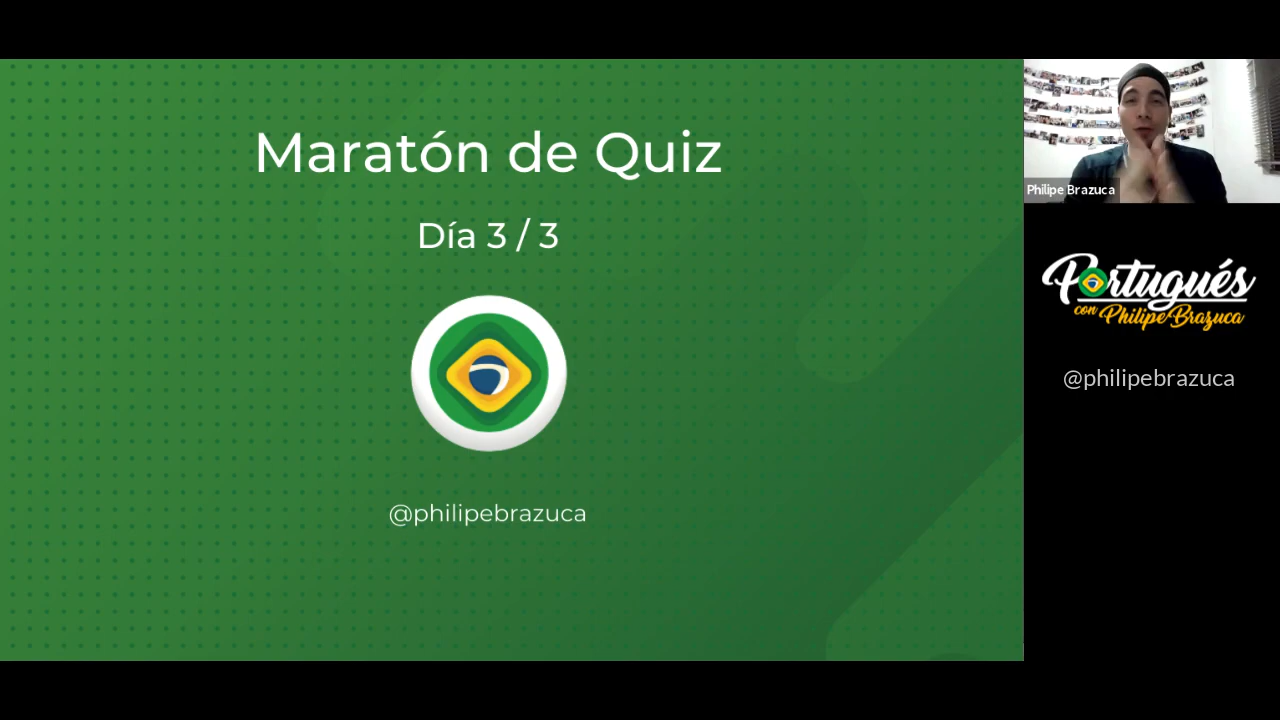 Maratón de Quiz
Día 3 / 3
@philipebrazuca
Philipe Brazuca
Portugués
con Philipe Brazuca
@philipebrazuca